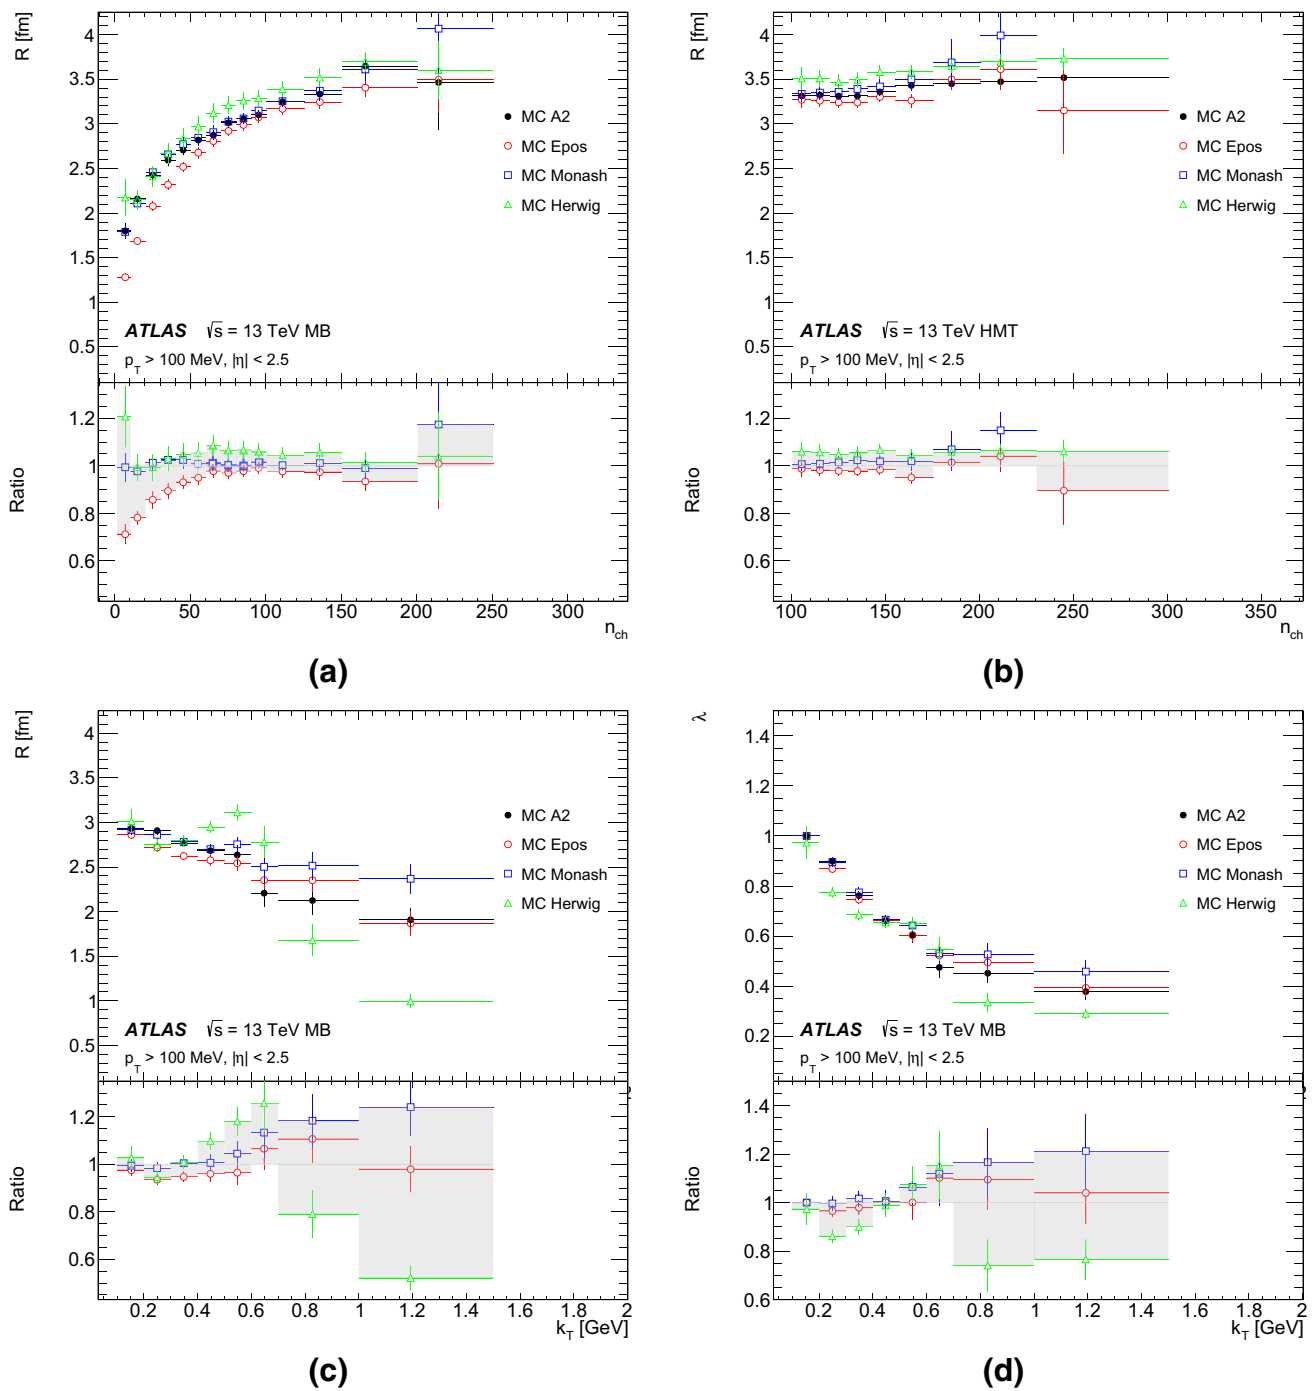 R [fm]
4
3.5
3
2.5
2
1.5
1
0.5
MC A2
MC Epos
MC Monash
MC Herwig
ATLAS √s = 13 TeV MB
p_T > 100 MeV, |η| < 2.5
Ratio
1.2
1
0.8
0.6
0 50 100 150 200 250 300
n_ch
(a)
R [fm]
4
3.5
3
2.5
2
1.5
1
0.5
MC A2
MC Epos
MC Monash
MC Herwig
ATLAS √s = 13 TeV HMT
p_T > 100 MeV, |η| < 2.5
Ratio
1.2
1
0.8
0.6
100 150 200 250 300 350
n_ch
(b)
R [fm]
4
3.5
3
2.5
2
1.5
1
0.5
MC A2
MC Epos
MC Monash
MC Herwig
ATLAS √s = 13 TeV MB
p_T > 100 MeV, |η| < 2.5
Ratio
1.2
1
0.8
0.6
0.2 0.4 0.6 0.8 1 1.2 1.4 1.6 1.8 2
k_T [GeV]
(c)
λ
1.4
1.2
1
0.8
0.6
0.4
0.2
MC A2
MC Epos
MC Monash
MC Herwig
ATLAS √s = 13 TeV MB
p_T > 100 MeV, |η| < 2.5
Ratio
1.4
1.2
1
0.8
0.6
0.2 0.4 0.6 0.8 1 1.2 1.4 1.6 1.8 2
k_T [GeV]
(d)